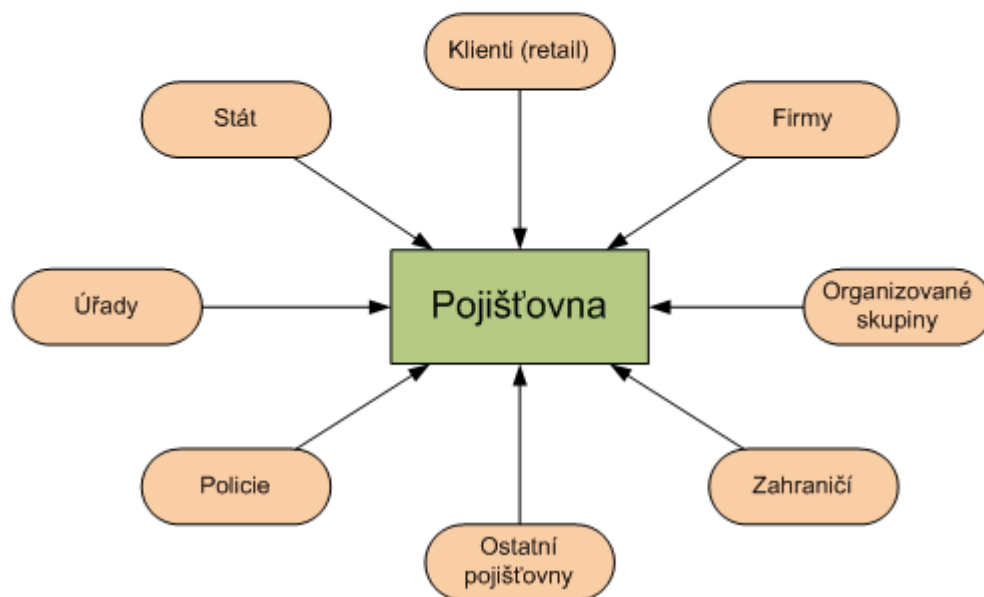 Klienti (retail)
Stát
Firmy
Úřady
Pojišťovna
Organizované
skupiny
Policie
Zahraničí
Ostatní
pojišťovny